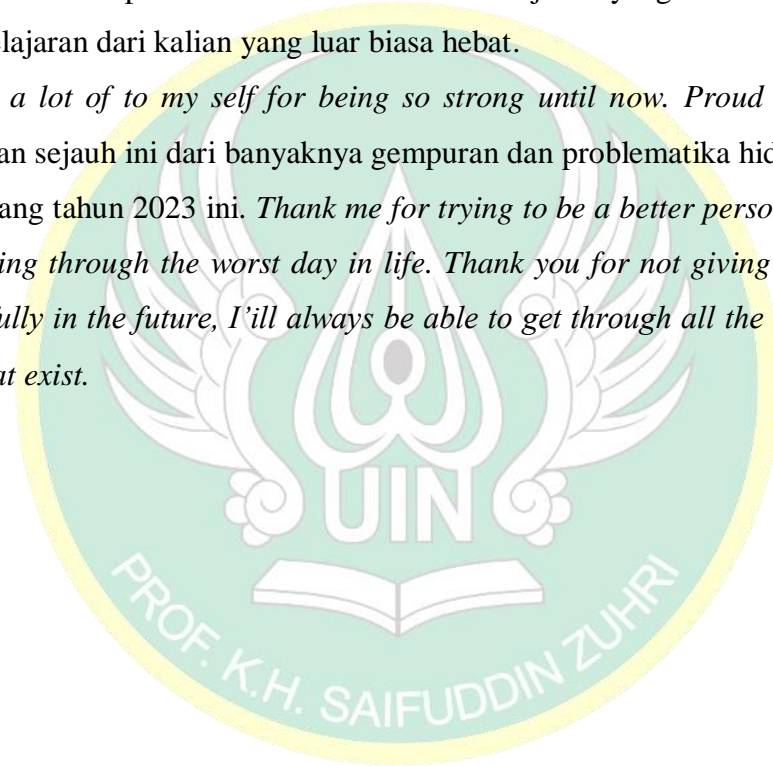 elajaran dari kalian yang luar biasa hebat.
a lot of to my self for being so strong until now. Proud
an sejauh ini dari banyaknya gempuran dan problematika hid
ang tahun 2023 ini. Thank me for trying to be a better perso
ing through the worst day in life. Thank you for not giving
fully in the future, I'ill always be able to get through all the
at exist.
UIN
PROF. K.H. SAIFUDDIN ZUHRI